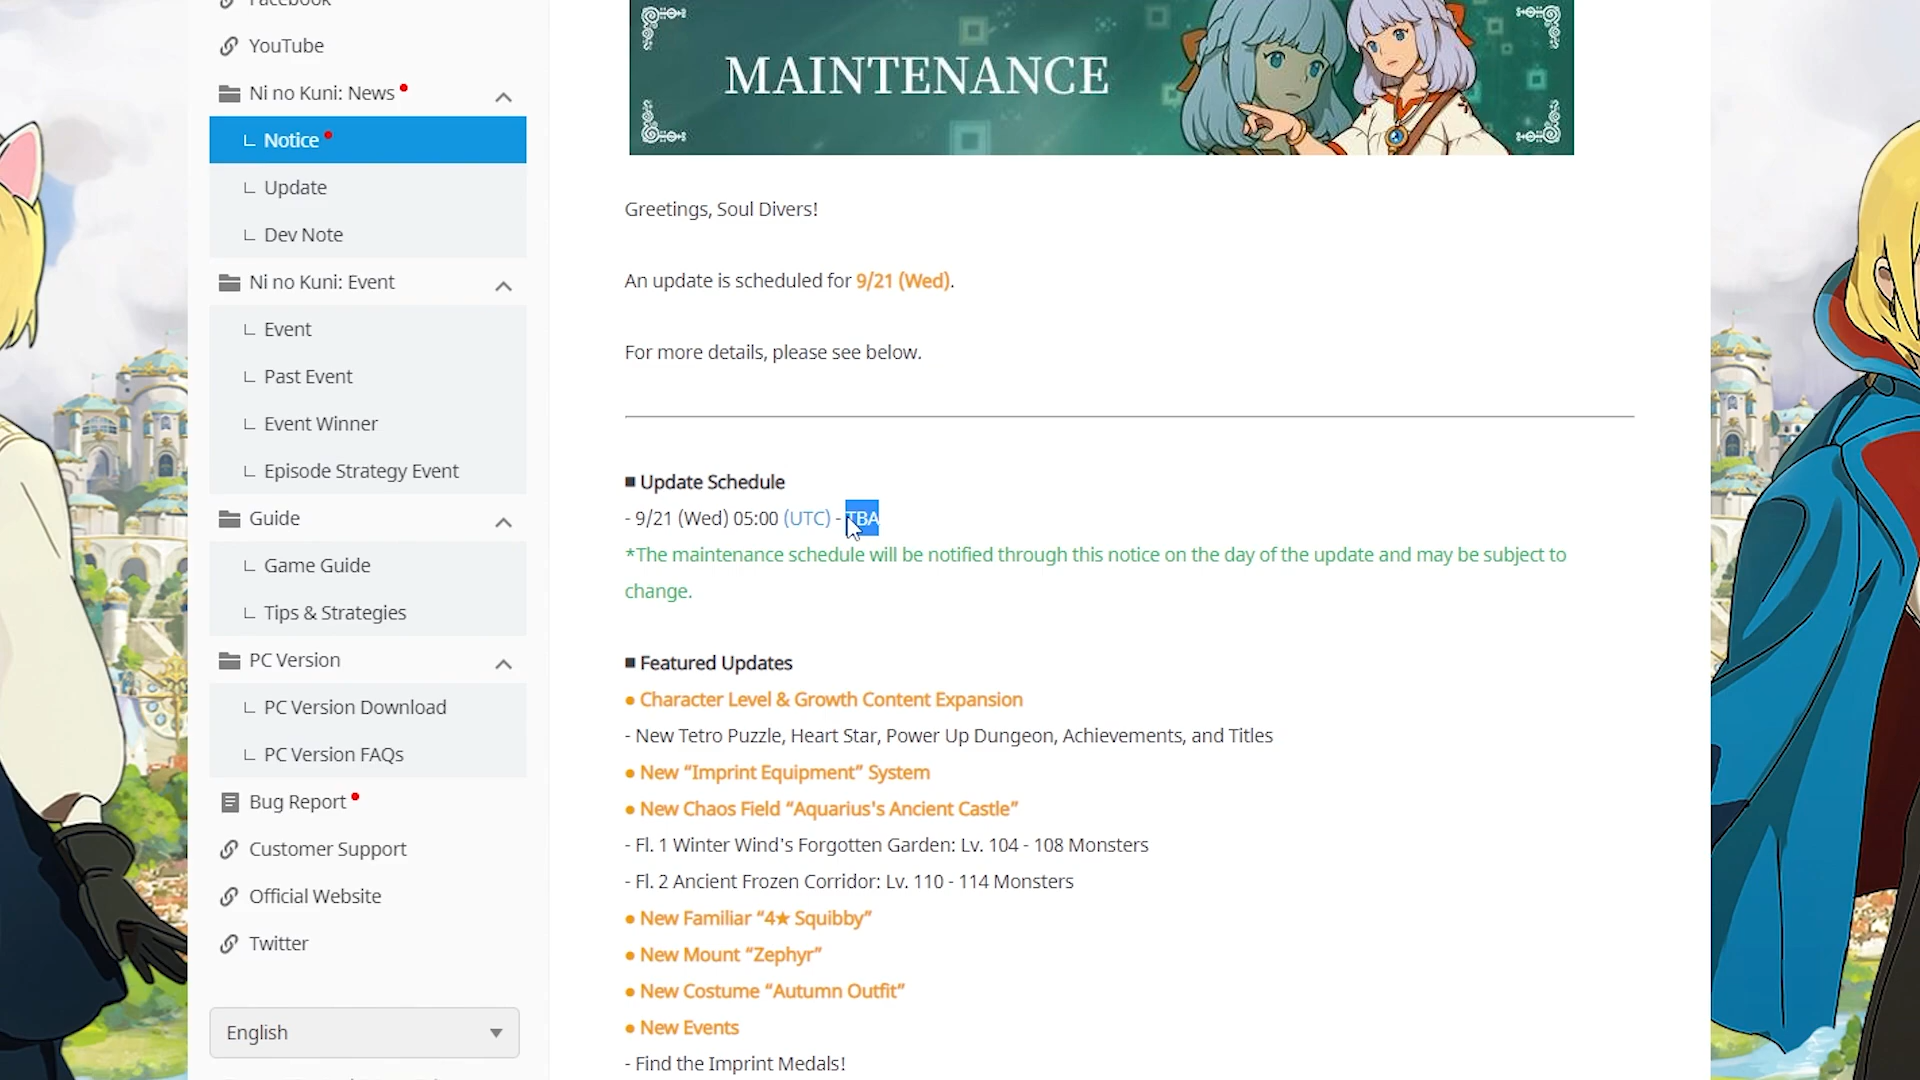 Facebook
YouTube
Ni no Kuni: News
Notice
Update
Dev Note
Ni no Kuni: Event
Event
Past Event
Event Winner
Episode Strategy Event
Guide
Game Guide
Tips & Strategies
PC Version
PC Version Download
PC Version FAQs
Bug Report
Customer Support
Official Website
Twitter
English
MAINTENANCE
Greetings, Soul Divers!
An update is scheduled for 9/21 (Wed).
For more details, please see below.
■ Update Schedule
- 9/21 (Wed) 05:00 (UTC) - TBA
*The maintenance schedule will be notified through this notice on the day of the update and may be subject to
change.
■ Featured Updates
● Character Level & Growth Content Expansion
- New Tetro Puzzle, Heart Star, Power Up Dungeon, Achievements, and Titles
● New “Imprint Equipment” System
● New Chaos Field “Aquarius's Ancient Castle”
- Fl. 1 Winter Wind's Forgotten Garden: Lv. 104 - 108 Monsters
- Fl. 2 Ancient Frozen Corridor: Lv. 110 - 114 Monsters
● New Familiar “4★ Squibby”
● New Mount “Zephyr”
● New Costume “Autumn Outfit”
● New Events
- Find the Imprint Medals!